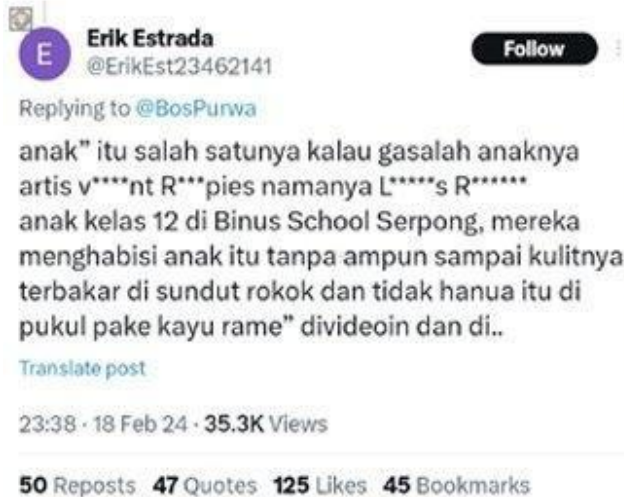 E
Erik Estrada
@ErikEst23462141
Follow
Replying to @BosPurwa
anak” itu salah satunya kalau gasalah anaknya
artis v****nt R***pies namanya L*****s R******
anak kelas 12 di Binus School Serpong, mereka
menghabisi anak itu tanpa ampun sampai kulitnya
terbakar di sundut rokok dan tidak hanua itu di
pukul pake kayu rame” divideoin dan di..
Translate post
23:38 · 18 Feb 24 · 35.3K Views
50 Reposts 47 Quotes 125 Likes 45 Bookmarks